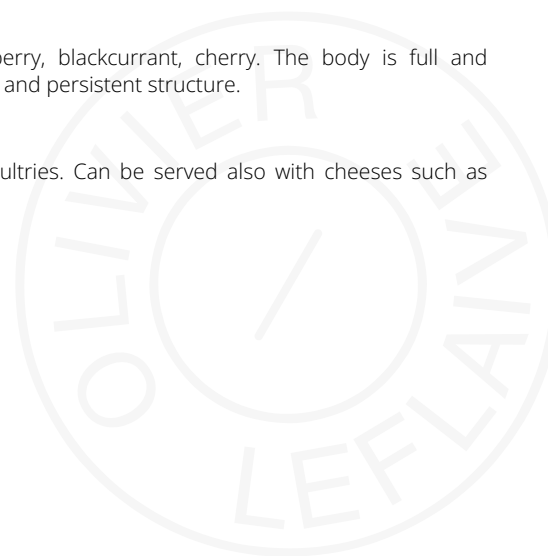 berry, blackcurrant, cherry. The body is full and
and persistent structure.
ultries. Can be served also with cheeses such as
OLIVIER
LEFLAIVE